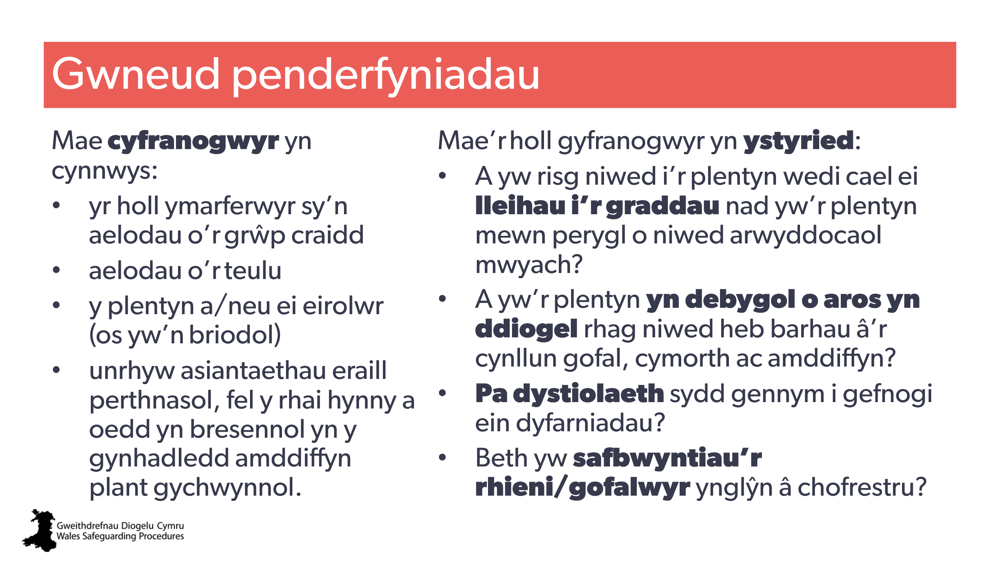 Gwneud penderfyniadau
Mae cyfranogwyr yn
cynnwys:
• yr holl ymarferwyr sy’n
aelodau o’r grŵp craidd
• aelodau o’r teulu
• y plentyn a/neu ei eirolwr
(os yw’n briodol)
• unrhyw asiantaethau eraill
perthnasol, fel y rhai hynny a
oedd yn bresennol yn y
gynhadledd amddiffyn
plant gychwynnol.
Mae’r holl gyfranogwyr yn ystyried:
• A yw risg niwed i’r plentyn wedi cael ei
lleihau i’r graddau nad yw’r plentyn
mewn perygl o niwed arwyddocaol
mwyach?
• A yw’r plentyn yn debygol o aros yn
ddiogel rhag niwed heb barhau â’r
cynllun gofal, cymorth ac amddiffyn?
• Pa dystiolaeth sydd gennym i gefnogi
ein dyfarniadau?
• Beth yw safbwyntiau’r
rhieni/gofalwyr ynglŷn â chofrestru?
Gweithdrefnau Diogelu Cymru
Wales Safeguarding Procedures